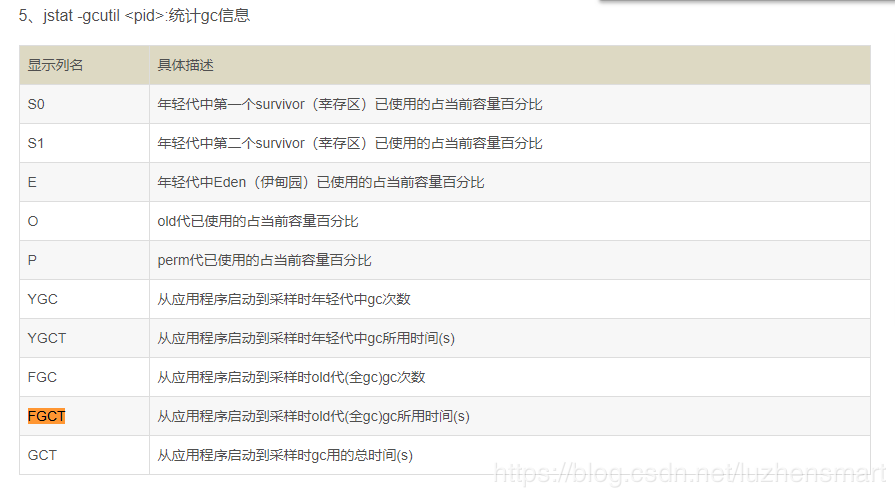 5、jstat -gcutil <pid>:统计gc信息
显示列名 具体描述
S0 年轻代中第一个survivor（幸存区）已使用的占当前容量百分比
S1 年轻代中第二个survivor（幸存区）已使用的占当前容量百分比
E 年轻代中Eden（伊甸园）已使用的占当前容量百分比
O old代已使用的占当前容量百分比
P perm代已使用的占当前容量百分比
YGC 从应用程序启动到采样时年轻代中gc次数
YGCT 从应用程序启动到采样时年轻代中gc所用时间(s)
FGC 从应用程序启动到采样时old代(全gc)gc次数
FGCT 从应用程序启动到采样时old代(全gc)gc所用时间(s)
GCT 从应用程序启动到采样时gc用的总时间(s)
https://blog.csdn.net/luzhensmart